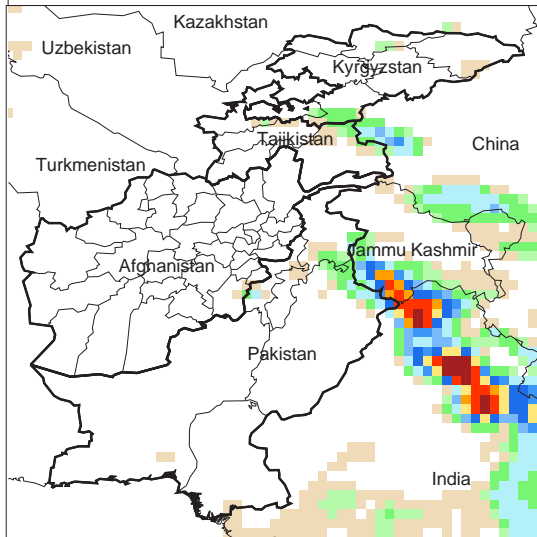 Kazakhstan
Uzbekistan
Kyrgyzstan
Tajikistan
China
Turkmenistan
Jammu Kashmir
Afghanistan
Pakistan
India